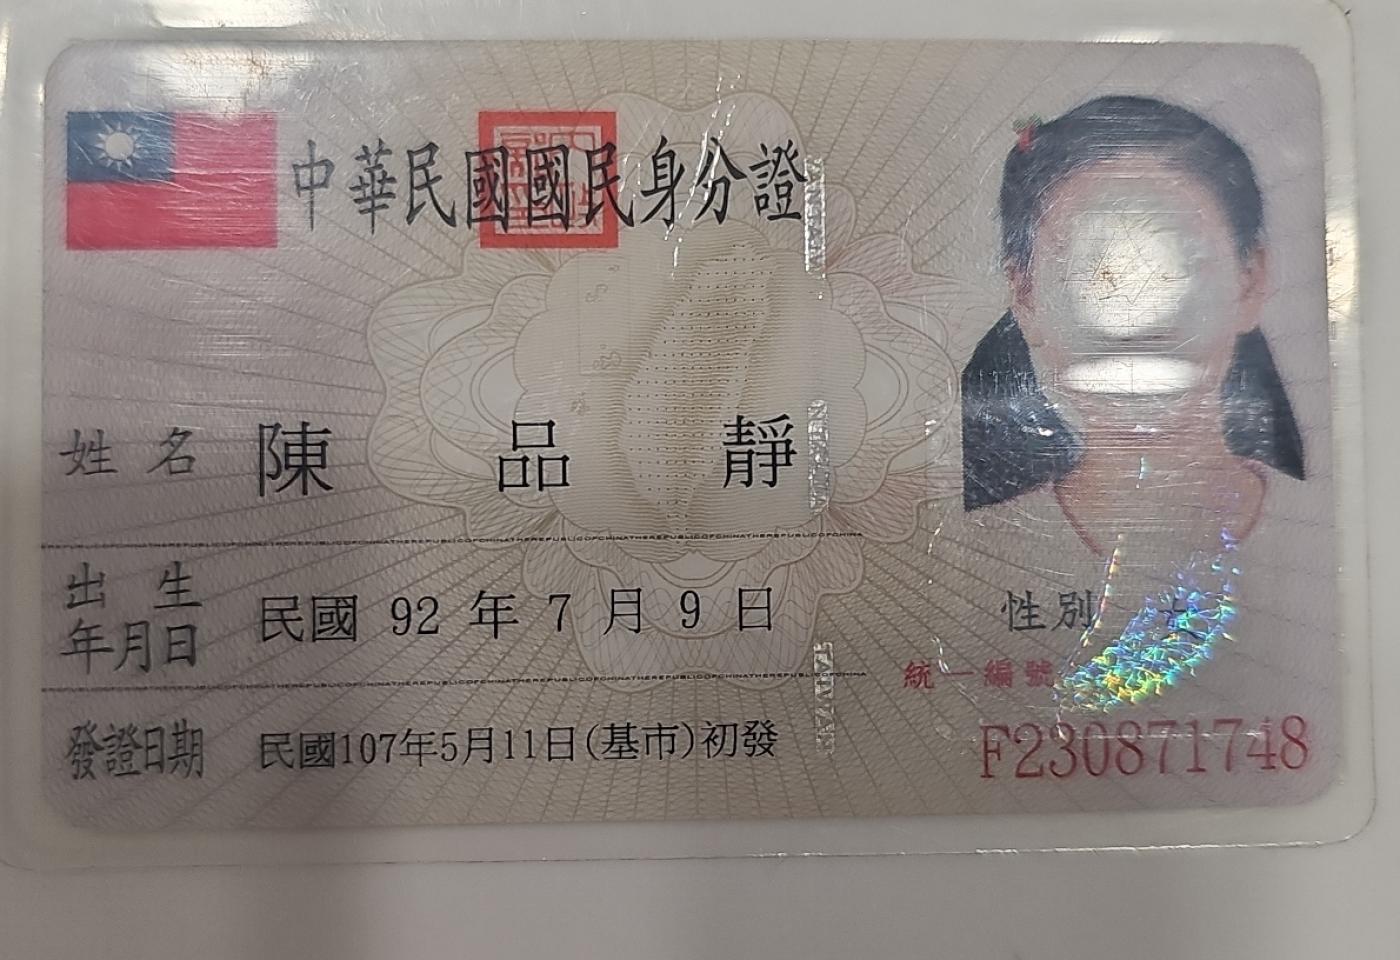 中華民國國民身分證
姓名 陳品靜
出生年月日 民國 92 年 7 月 9 日
性別 女
統一編號
發證日期 民國107年5月11日(基市)初發
F230871748